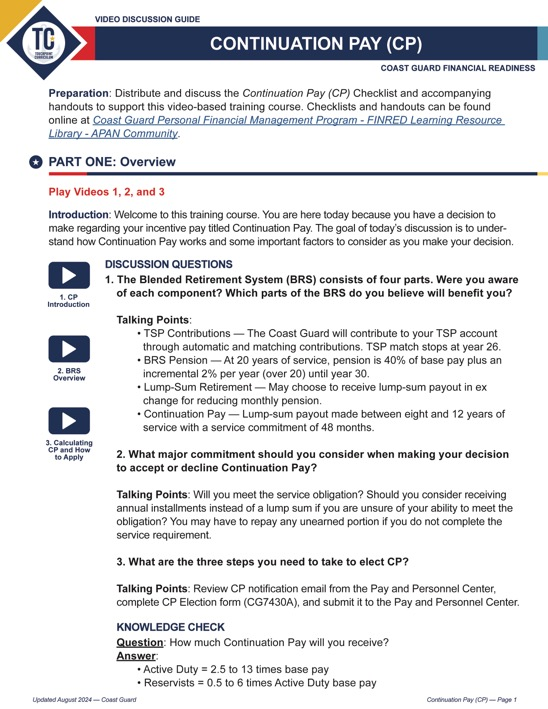 VIDEO DISCUSSION GUIDE
TC
TOUCHPOINT
CURRICULUM
CONTINUATION PAY (CP)
COAST GUARD FINANCIAL READINESS
Preparation: Distribute and discuss the Continuation Pay (CP) Checklist and accompanying
handouts to support this video-based training course. Checklists and handouts can be found
online at Coast Guard Personal Financial Management Program - FINRED Learning Resource
Library - APAN Community.
PART ONE: Overview
Play Videos 1, 2, and 3
Introduction: Welcome to this training course. You are here today because you have a decision to
make regarding your incentive pay titled Continuation Pay. The goal of today's discussion is to under-
stand how Continuation Pay works and some important factors to consider as you make your decision.
1. CP
Introduction
2. BRS
Overview
3. Calculating
CP and How
to Apply
DISCUSSION QUESTIONS
1. The Blended Retirement System (BRS) consists of four parts. Were you aware
of each component? Which parts of the BRS do you believe will benefit you?
Talking Points:
• TSP Contributions — The Coast Guard will contribute to your TSP account
through automatic and matching contributions. TSP match stops at year 26.
• BRS Pension — At 20 years of service, pension is 40% of base pay plus an
incremental 2% per year (over 20) until year 30.
• Lump-Sum Retirement — May choose to receive lump-sum payout in ex
change for reducing monthly pension.
• Continuation Pay — Lump-sum payout made between eight and 12 years of
service with a service commitment of 48 months.
2. What major commitment should you consider when making your decision
to accept or decline Continuation Pay?
Talking Points: Will you meet the service obligation? Should you consider receiving
annual installments instead of a lump sum if you are unsure of your ability to meet the
obligation? You may have to repay any unearned portion if you do not complete the
service requirement.
3. What are the three steps you need to take to elect CP?
Talking Points: Review CP notification email from the Pay and Personnel Center,
complete CP Election form (CG7430A), and submit it to the Pay and Personnel Center.
KNOWLEDGE CHECK
Question: How much Continuation Pay will you receive?
Answer:
• Active Duty = 2.5 to 13 times base pay
• Reservists = 0.5 to 6 times Active Duty base pay
Updated August 2024 — Coast Guard
Continuation Pay (CP) — Page 1